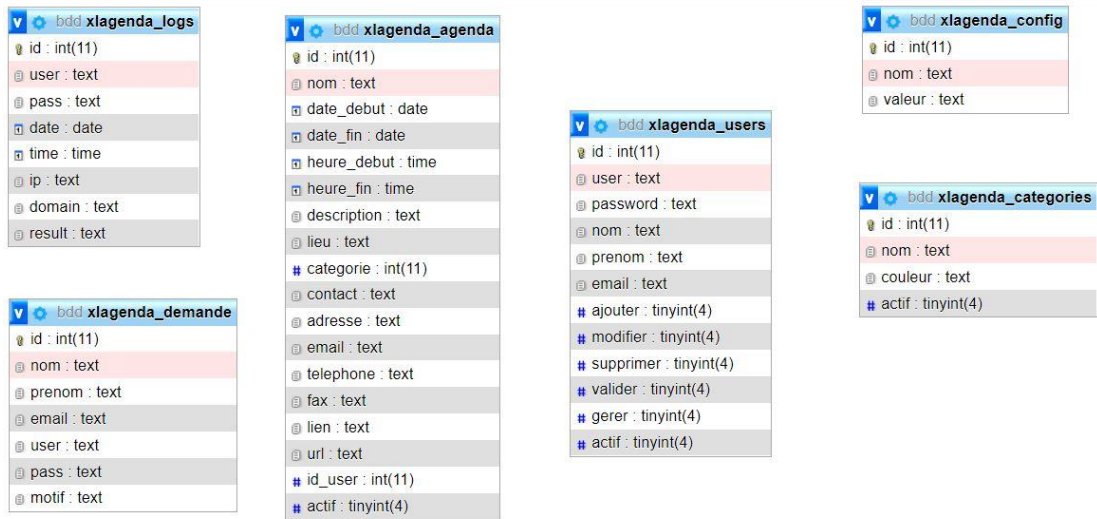 bdd xlagenda_logs
id : int(11)
user : text
pass : text
date : date
time : time
ip : text
domain : text
result : text
bdd xlagenda_demande
id : int(11)
nom : text
prenom : text
email : text
user : text
pass : text
motif : text
bdd xlagenda_agenda
id : int(11)
nom : text
date_debut : date
date_fin : date
heure_debut : time
heure_fin : time
description : text
lieu : text
# categorie : int(11)
contact : text
adresse : text
email : text
telephone : text
fax : text
lien : text
url : text
# id_user : int(11)
# actif : tinyint(4)
bdd xlagenda_users
id : int(11)
user : text
password : text
nom : text
prenom : text
email : text
# ajouter : tinyint(4)
# modifier : tinyint(4)
# supprimer : tinyint(4)
# valider : tinyint(4)
# gerer : tinyint(4)
# actif : tinyint(4)
bdd xlagenda_config
id : int(11)
nom : text
valeur : text
bdd xlagenda_categories
id : int(11)
nom : text
couleur : text
# actif : tinyint(4)